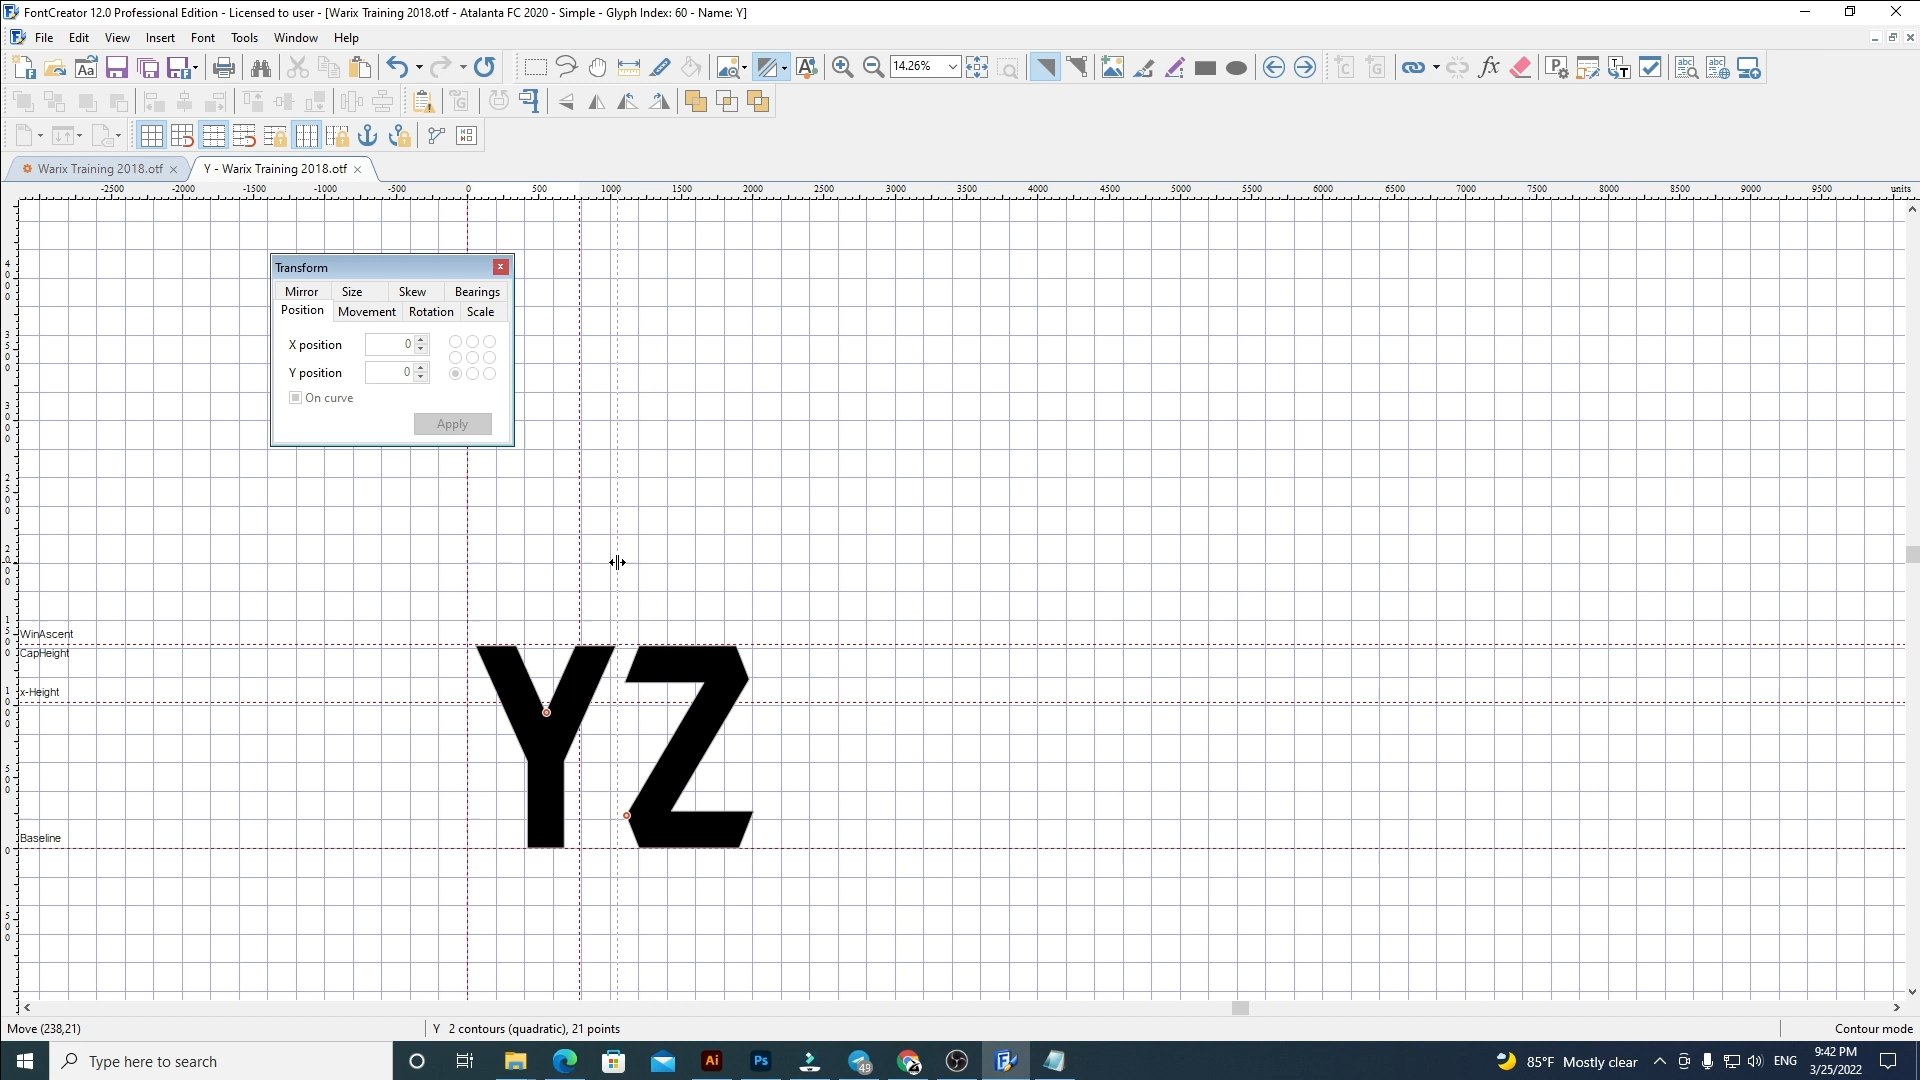 FontCreator 12.0 Professional Edition - Licensed to user - [Warix Training 2018.otf - Atalanta FC 2020 - Simple - Glyph Index: 60 - Name: Y]
File Edit View Insert Font Tools Window Help
14.26%
Warix Training 2018.otf
Y - Warix Training 2018.otf
-2500 -2000 -1500 -1000 -500 0 500 1000 1500 2000 2500 3000 3500 4000 4500 5000 5500 6000 6500 7000 7500 8000 8500 9000 9500 units
Transform
Mirror Size Skew Bearings
Position Movement Rotation Scale
X position 0
Y position 0
On curve
Apply
WinAscent
CapHeight
x-Height
Baseline
YZ
Move (238,21)
Y 2 contours (quadratic), 21 points
Contour mode
Type here to search
Ai
Ps
49
85°F Mostly clear
ENG
9:42 PM
3/25/2022